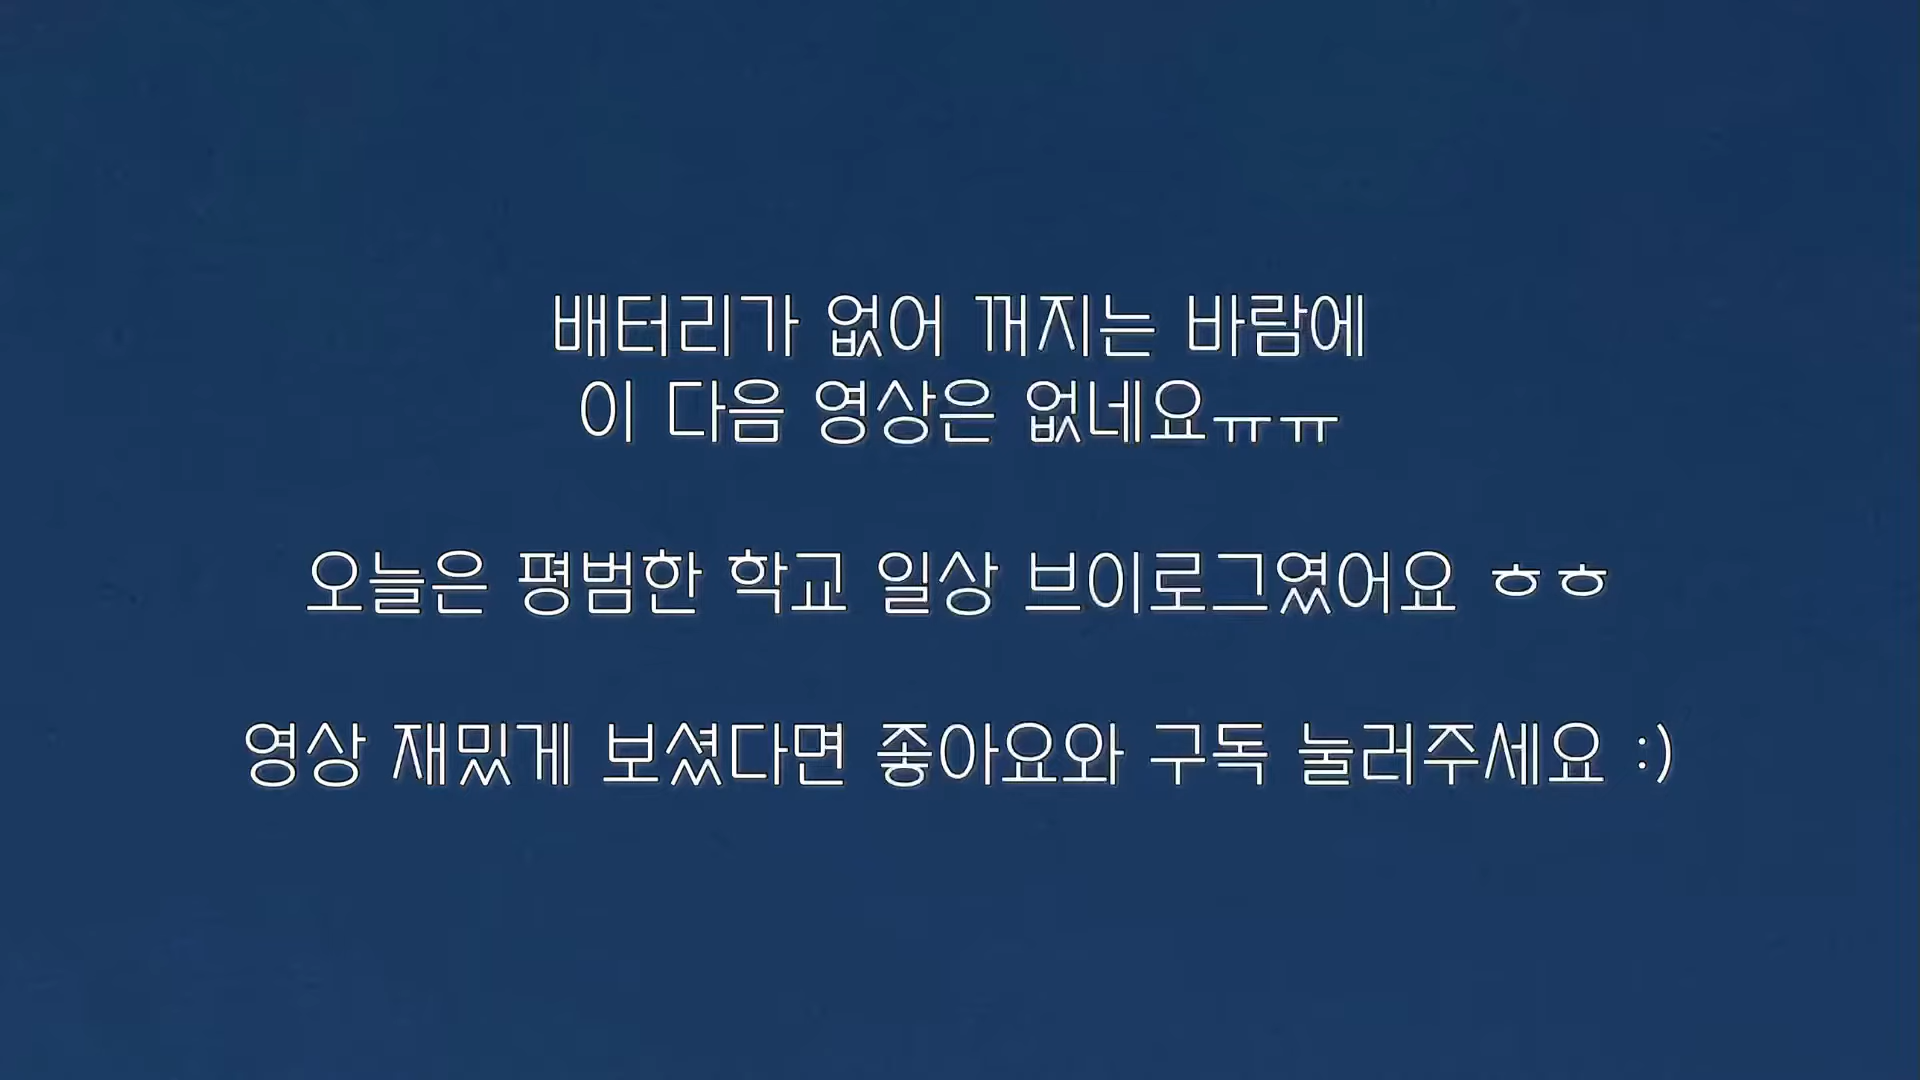 배터리가 없어 꺼지는 바람에
이 다음 영상은 없네요ㅠㅠ
오늘은 평범한 학교 일상 브이로그였어요 ㅎㅎ
영상 재밌게 보셨다면 좋아요와 구독 눌러주세요 :)